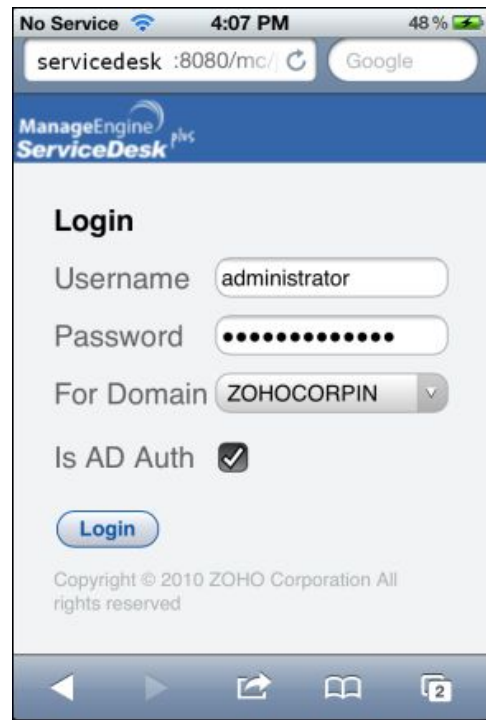 No Service 4:07 PM 48 %
servicedesk :8080/mc/ Google
ManageEngine
ServiceDesk plus
Login
Username administrator
Password •••••••••••••
For Domain ZOHOCORPIN
Is AD Auth
Login
Copyright © 2010 ZOHO Corporation All
rights reserved
2